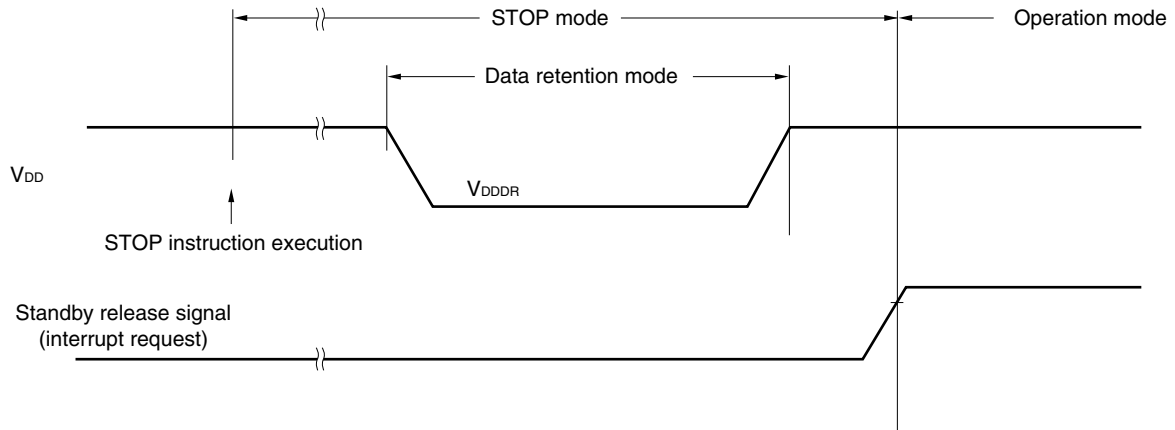 STOP mode
Operation mode
Data retention mode
VDD
VDDDR
STOP instruction execution
Standby release signal
(interrupt request)